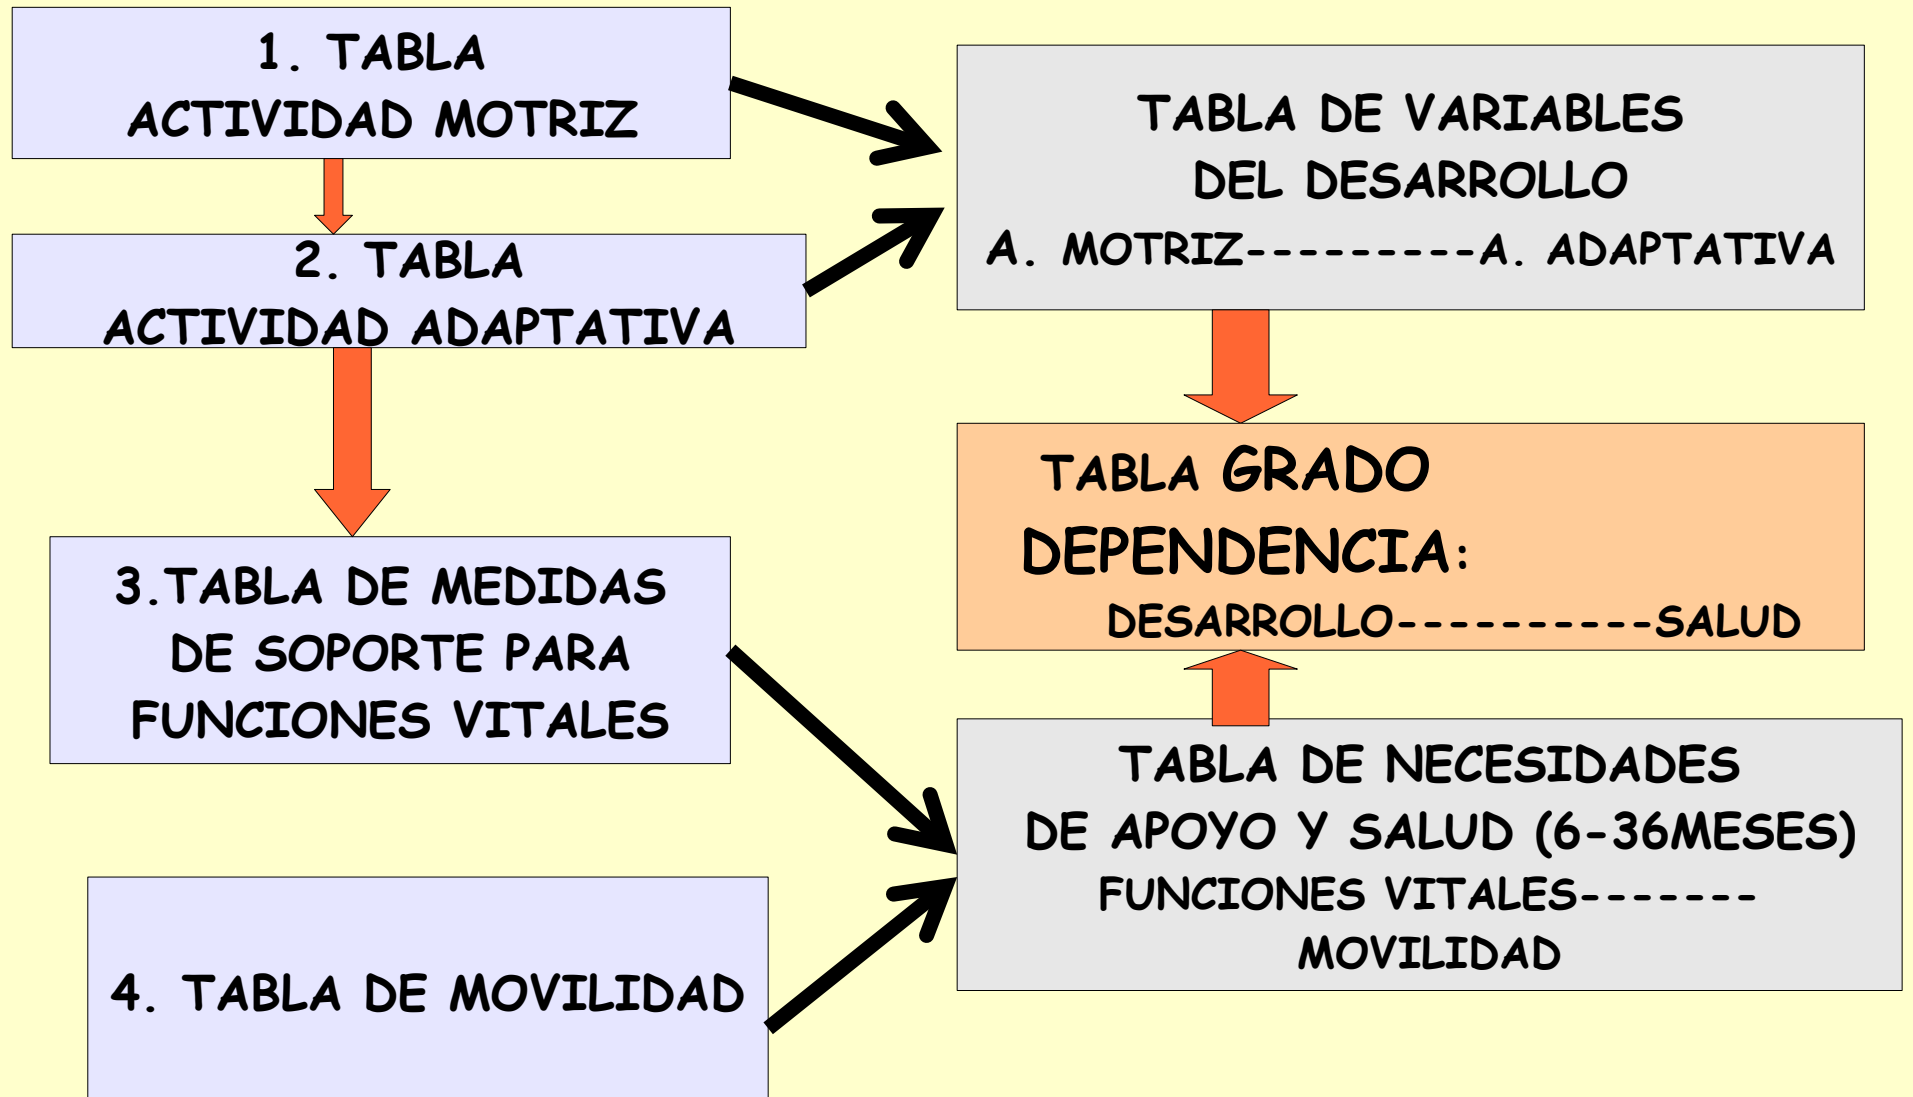 1. TABLA
ACTIVIDAD MOTRIZ
2. TABLA
ACTIVIDAD ADAPTATIVA
3.TABLA DE MEDIDAS
DE SOPORTE PARA
FUNCIONES VITALES
4. TABLA DE MOVILIDAD
TABLA DE VARIABLES
DEL DESARROLLO
A. MOTRIZ---------A. ADAPTATIVA
TABLA GRADO
DEPENDENCIA:
DESARROLLO----------SALUD
TABLA DE NECESIDADES
DE APOYO Y SALUD (6-36MESES)
FUNCIONES VITALES-------
MOVILIDAD